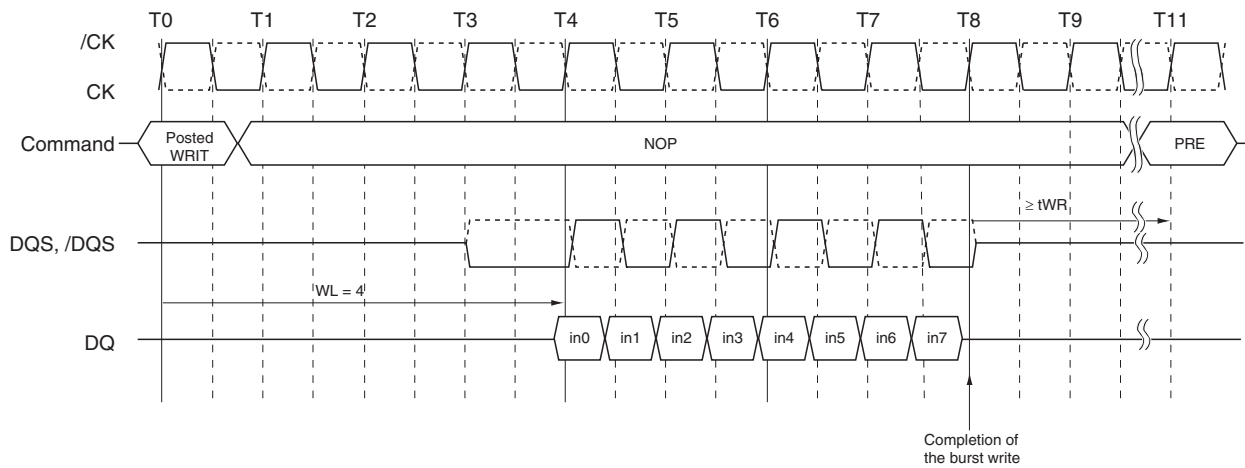 T0 T1 T2 T3 T4 T5 T6 T7 T8 T9 T11
/CK
CK
Command
Posted
WRIT
NOP
PRE
≥ tWR
DQS, /DQS
WL = 4
DQ
in0 in1 in2 in3 in4 in5 in6 in7
Completion of
the burst write